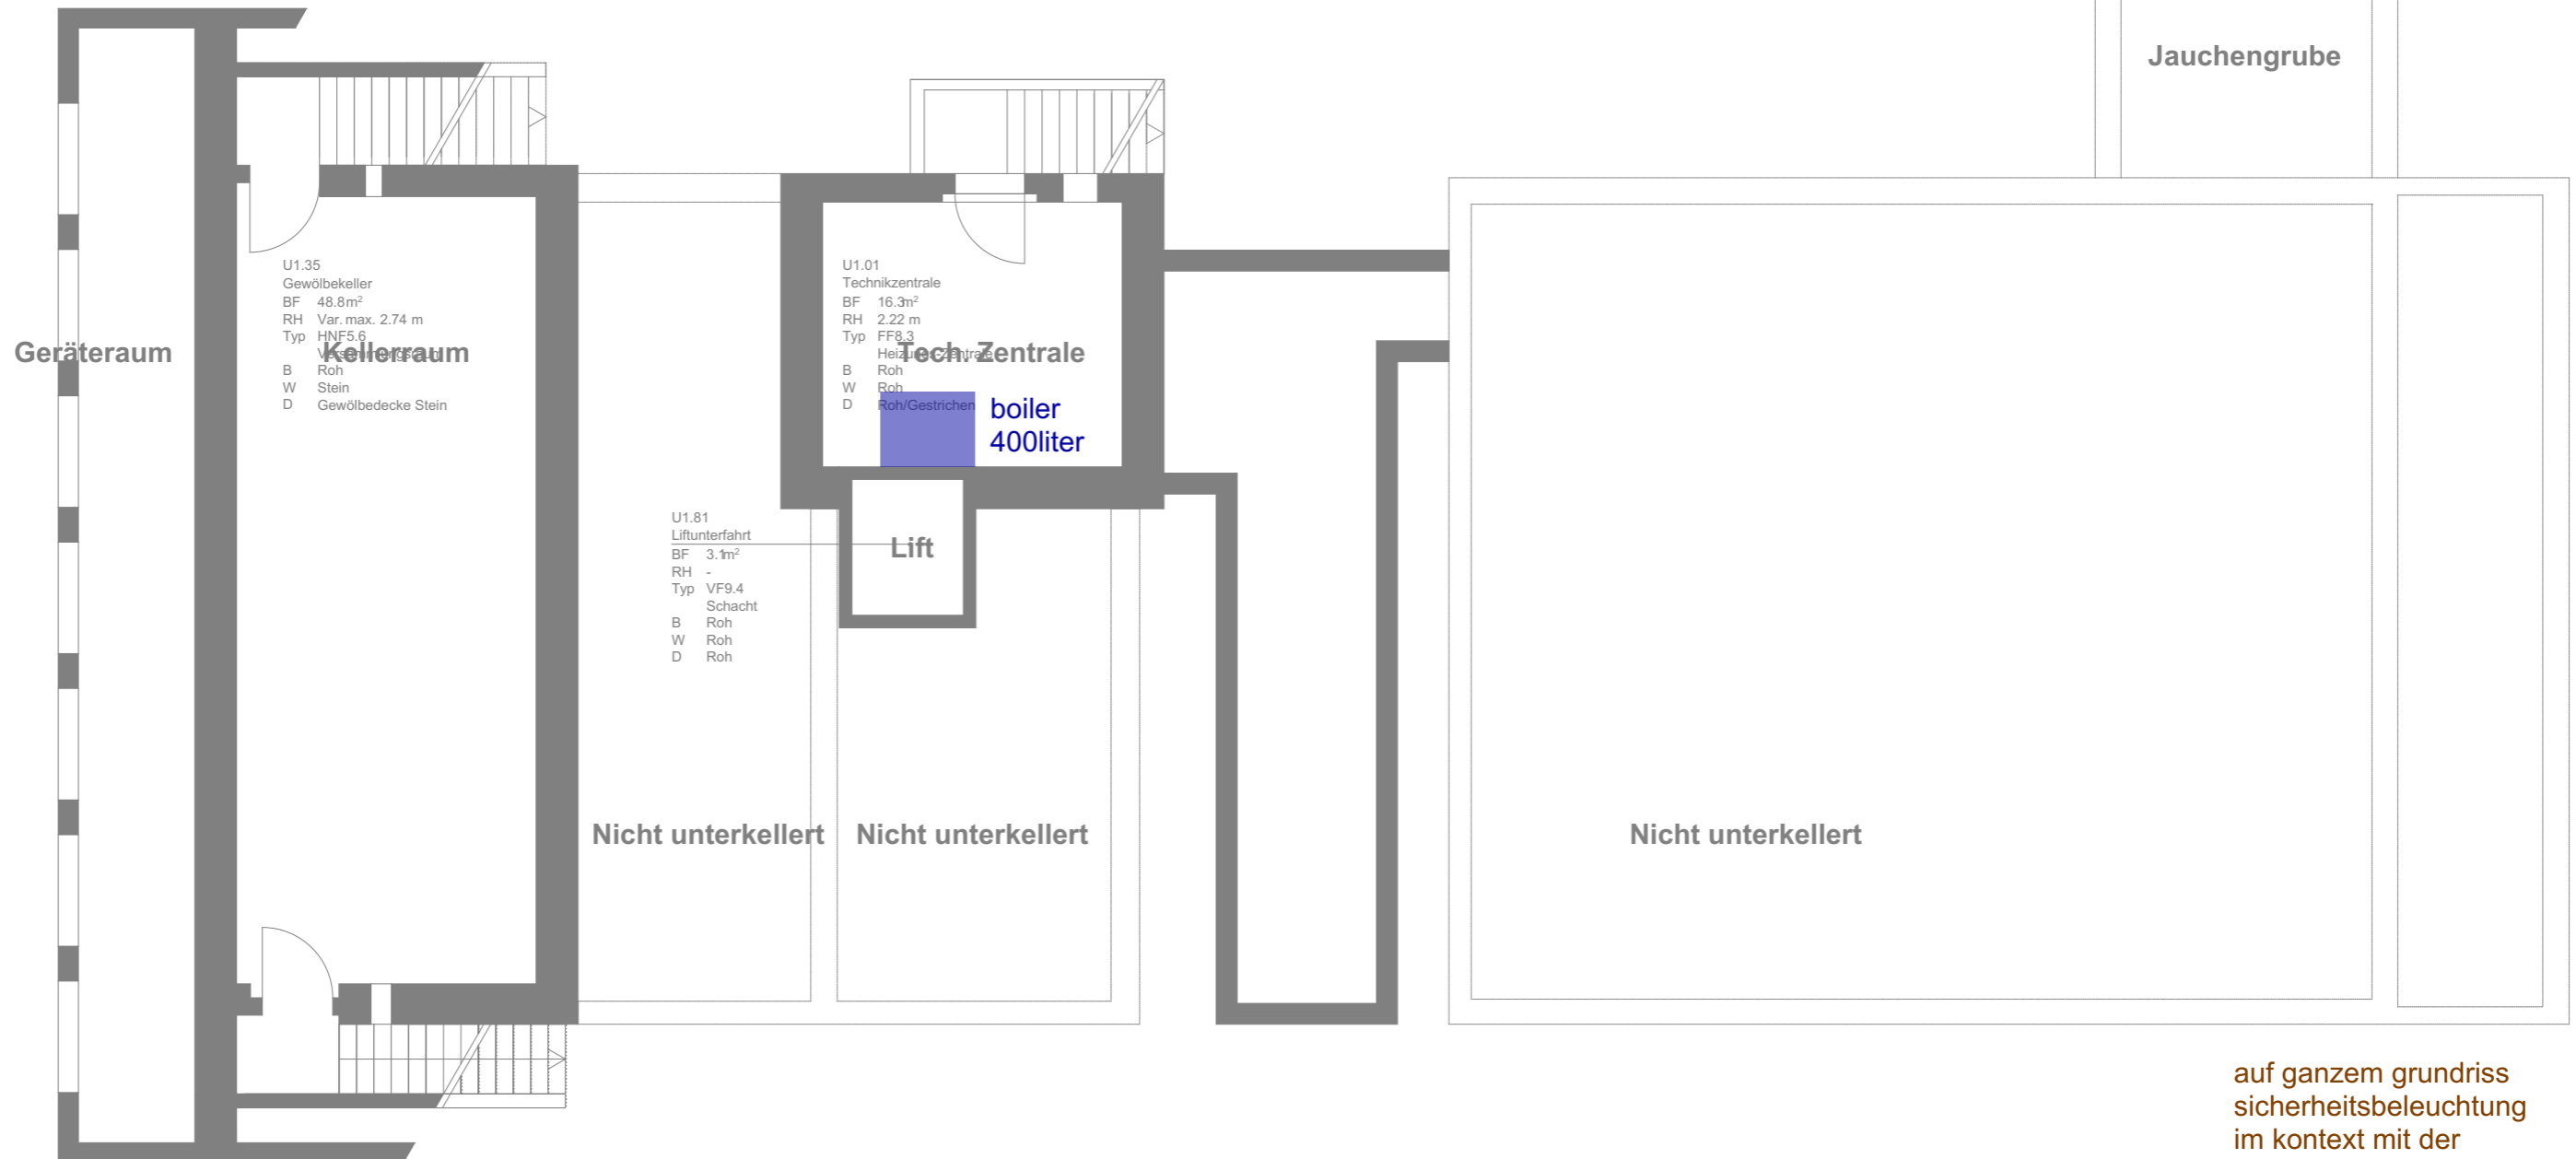 Jauchengrube
U1.35
Gewölbekeller
BF 48.8m²
RH Var. max. 2.74 m
Typ HNF5.6
Versammlungsraum
B Roh
W Stein
D Gewölbedecke Stein
Geräteraum
Kellerraum
U1.01
Technikzentrale
BF 16.3m²
RH 2.22 m
Typ FF8.3
Heizungs-Zentrale
B Roh
W Roh
D Roh/Gestrichen
Tech. Zentrale
boiler
400liter
U1.81
Liftunterfahrt
BF 3.1m²
RH -
Typ VF9.4
Schacht
B Roh
W Roh
D Roh
Lift
Nicht unterkellert
Nicht unterkellert
Nicht unterkellert
auf ganzem grundriss
sicherheitsbeleuchtung
im kontext mit der